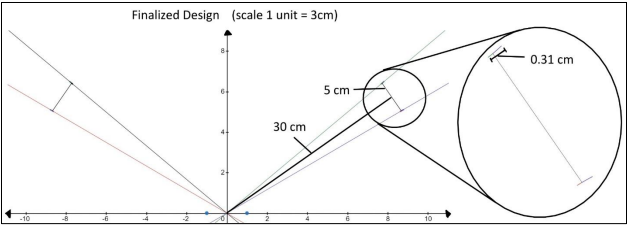 Finalized Design (scale 1 unit = 3cm)
8
0.31 cm
5 cm
6
30 cm
4
2
-10 -8 -6 -4 -2 0 2 4 6 8 10